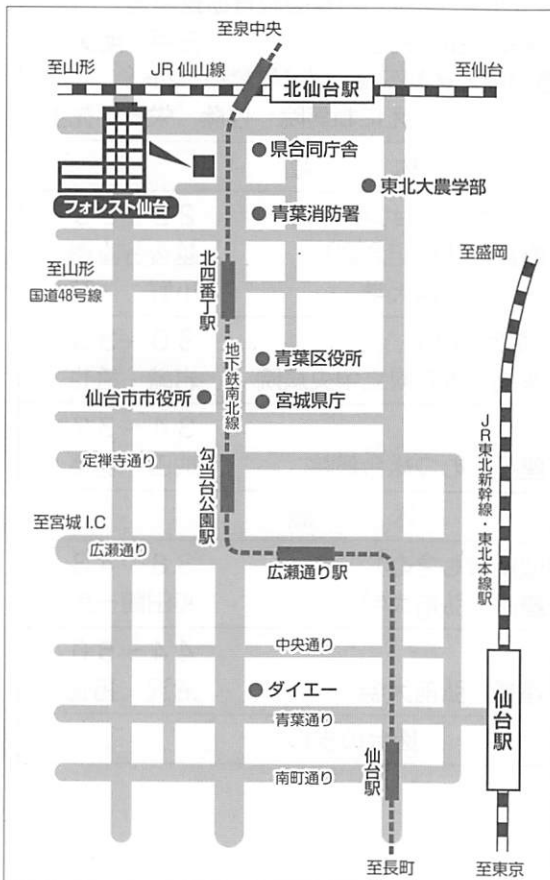 至泉中央
至山形
JR仙山線
北仙台駅
至仙台
県合同庁舎
東北大農学部
フォレスト仙台
青葉消防署
至盛岡
至山形
国道48号線
北四番丁駅
地下鉄南北線
青葉区役所
仙台市市役所
宮城県庁
定禅寺通り
勾当台公園駅
JR東北新幹線・東北本線駅
至宮城I.C
広瀬通り
広瀬通り駅
中央通り
ダイエー
青葉通り
仙台駅
仙台駅
南町通り
至長町
至東京